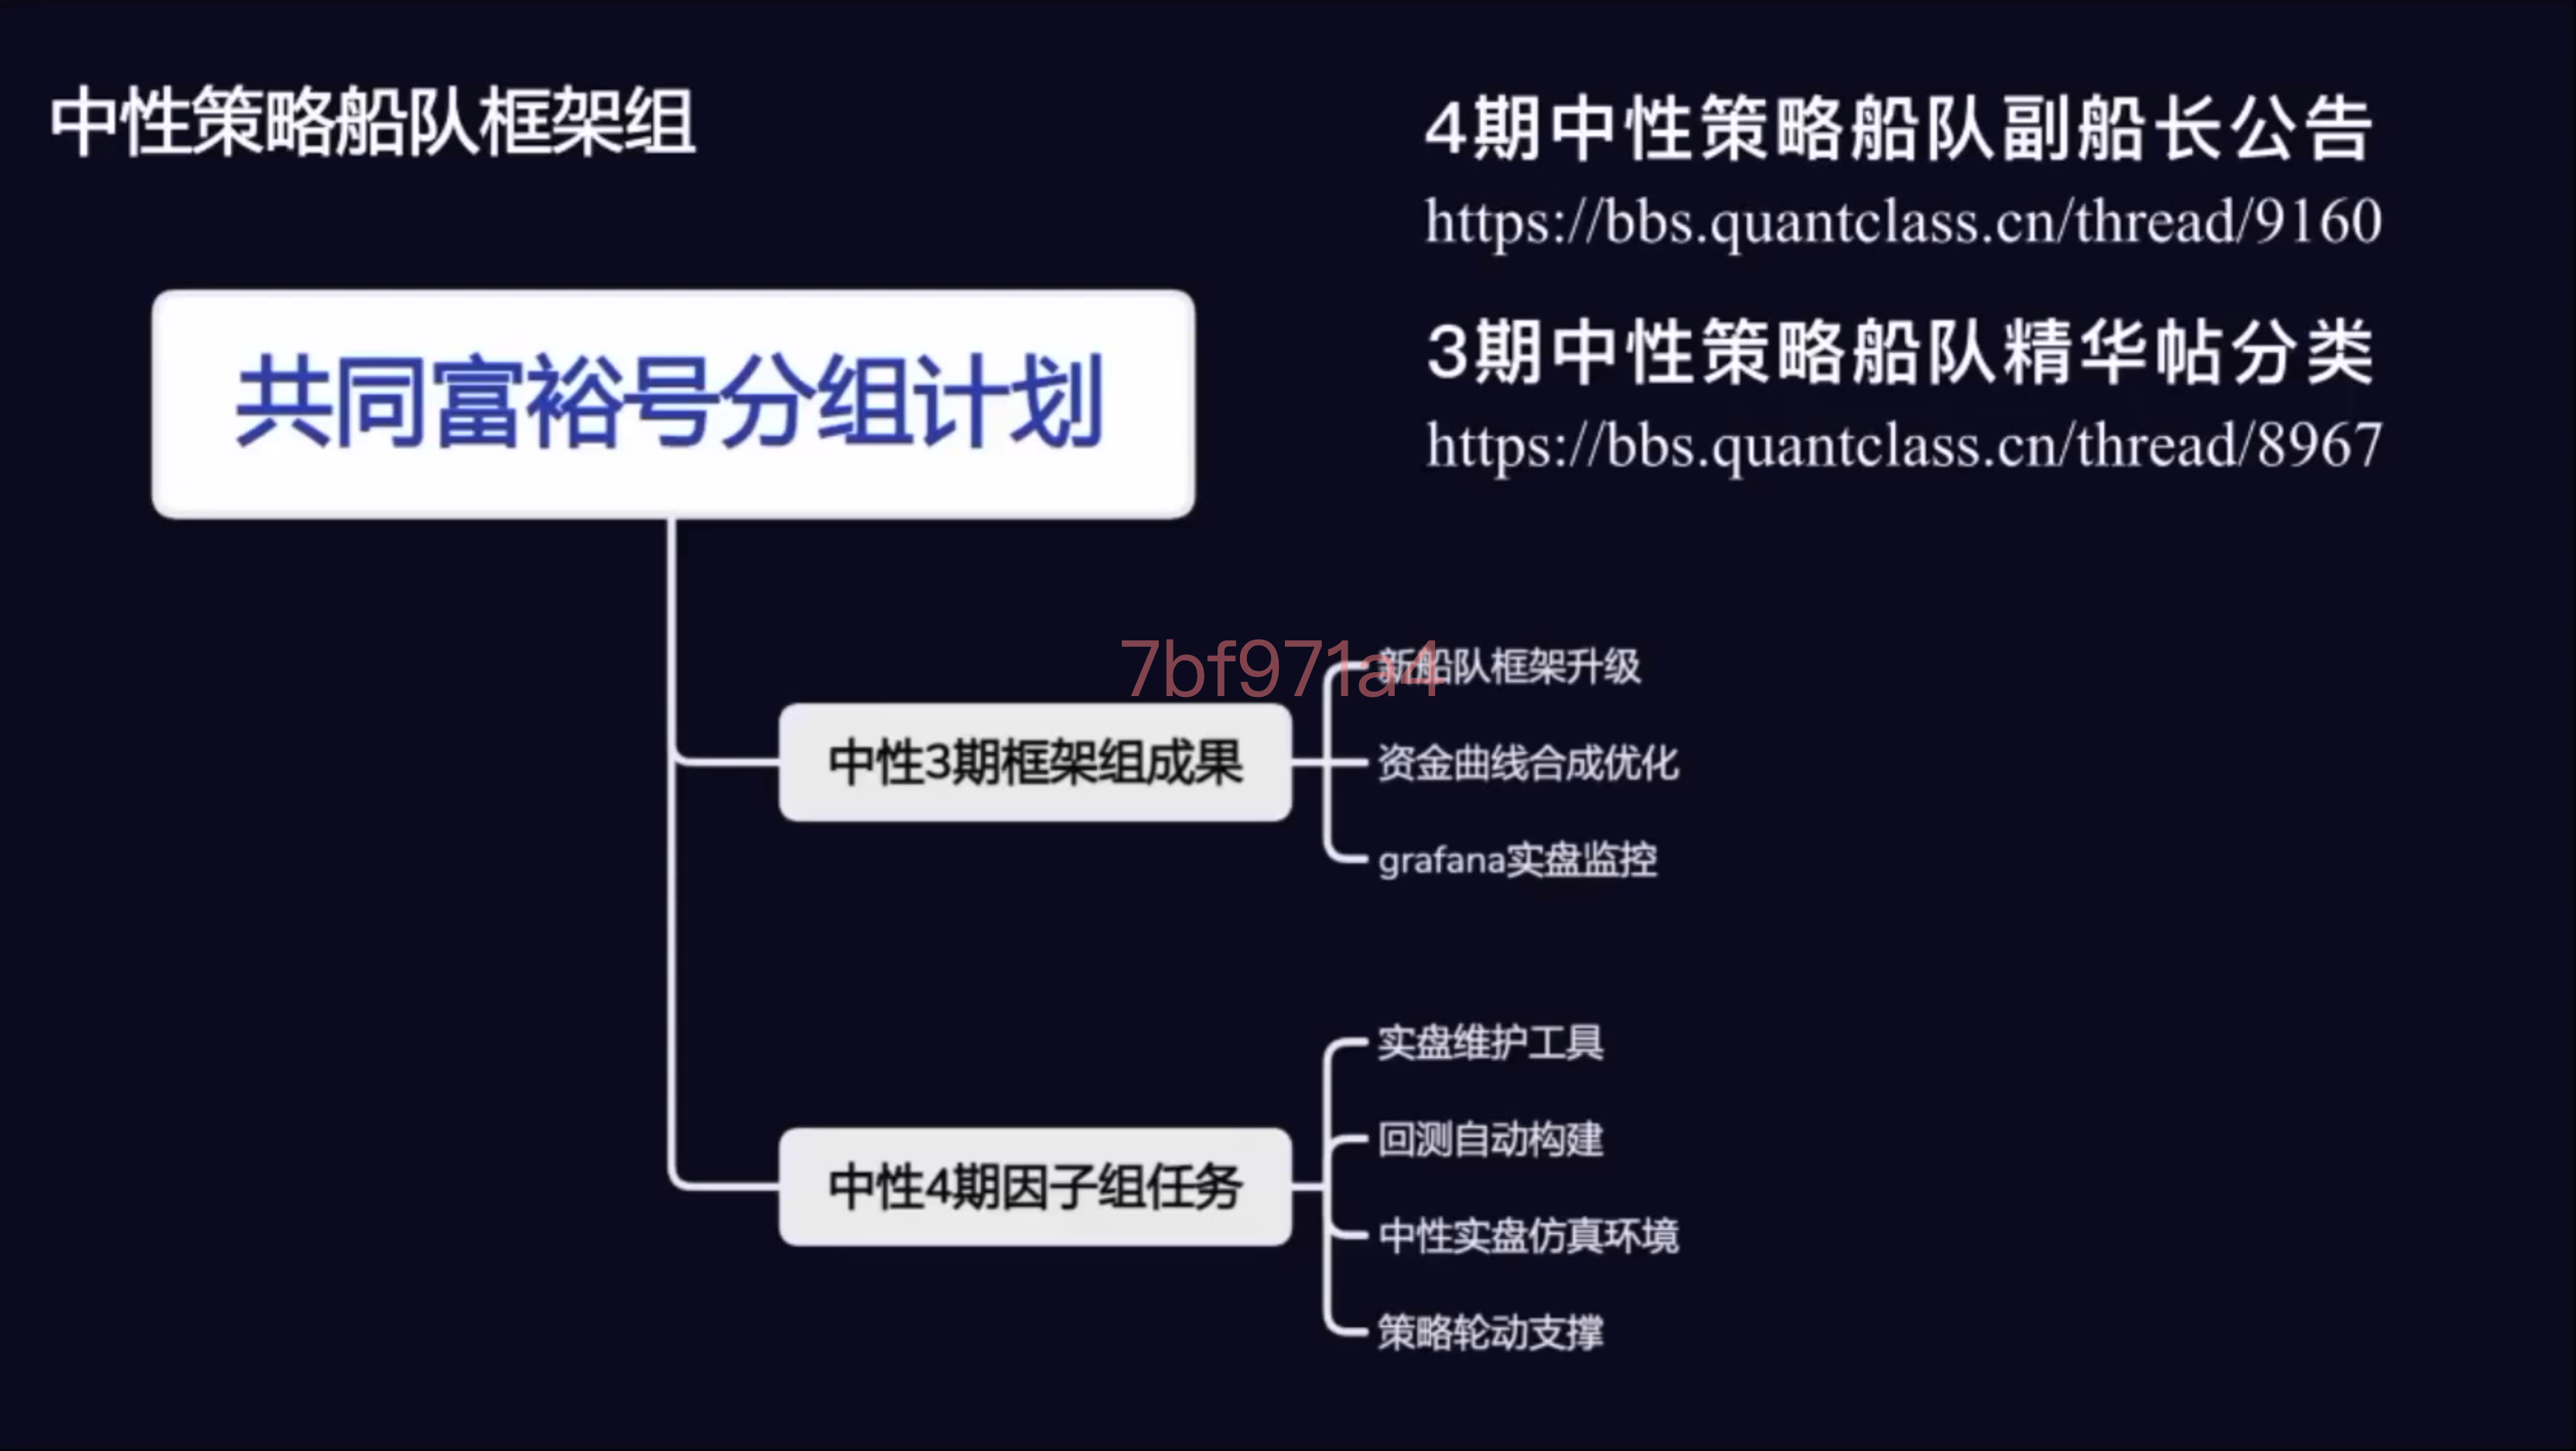 中性策略船队框架组
4期中性策略船队副船长公告
https://bbs.quantclass.cn/thread/9160
3期中性策略船队精华帖分类
https://bbs.quantclass.cn/thread/8967
共同富裕号分组计划
7bf971a4
中性3期框架组成果
新船队框架升级
资金曲线合成优化
grafana实盘监控
中性4期因子组任务
实盘维护工具
回测自动构建
中性实盘仿真环境
策略轮动支撑